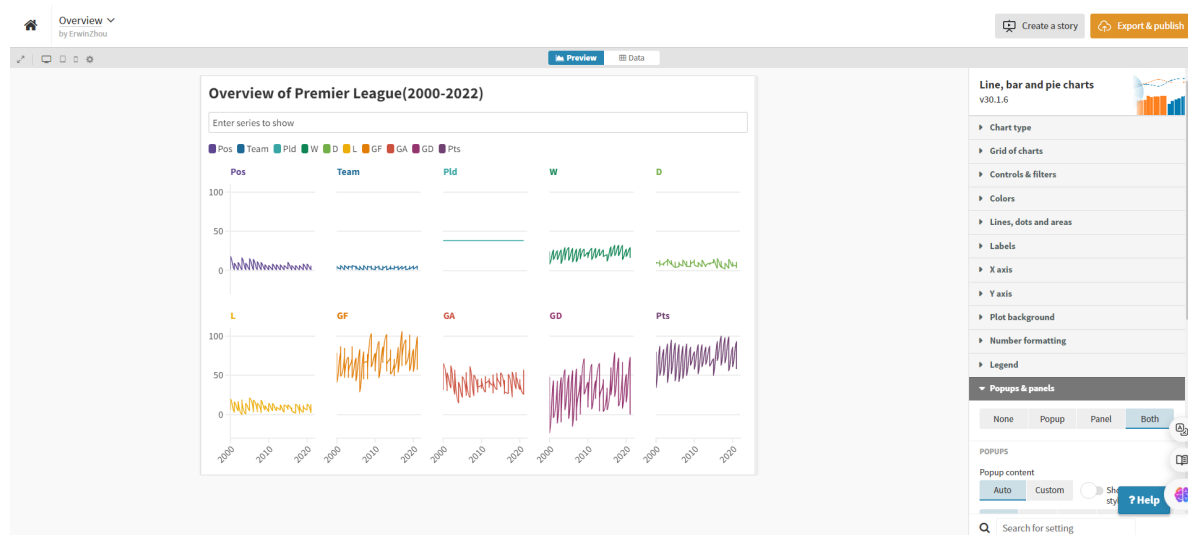 Overview
by ErwinZhou
Create a story
Export & publish
Preview
Data
Overview of Premier League(2000-2022)
Enter series to show
Pos Team Pld W D L GF GA GD Pts
Pos Team Pld W D
100
50
0
L GF GA GD Pts
100
50
0
2000 2010 2020 2000 2010 2020 2000 2010 2020 2000 2010 2020 2000 2010 2020
Line, bar and pie charts
v30.1.6
Chart type
Grid of charts
Controls & filters
Colors
Lines, dots and areas
Labels
X axis
Y axis
Plot background
Number formatting
Legend
Popups & panels
None Popup Panel Both
POPUPS
Popup content
Auto Custom
? Help
Search for setting